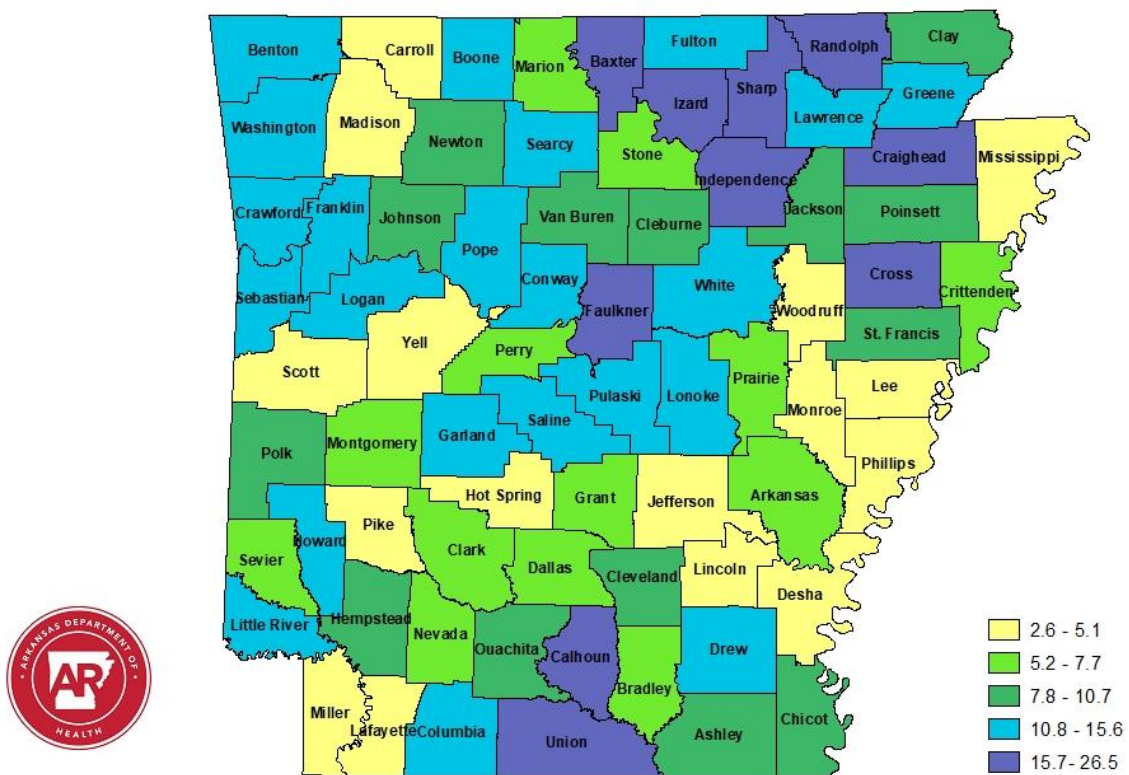 Benton
Carroll
Boone
Marion
Baxter
Fulton
Randolph
Clay
Izard
Sharp
Greene
Lawrence
Washington
Madison
Newton
Searcy
Stone
Craighead
Mississippi
Independence
Crawford
Franklin
Johnson
Pope
Van Buren
Cleburne
Jackson
Poinsett
Sebastian
Logan
Conway
Faulkner
White
Woodruff
Cross
Crittenden
St. Francis
Scott
Yell
Perry
Pulaski
Lonoke
Prairie
Lee
Monroe
Polk
Montgomery
Garland
Saline
Phillips
Hot Spring
Grant
Jefferson
Arkansas
Pike
Howard
Sevier
Clark
Dallas
Cleveland
Lincoln
Desha
Little River
Hempstead
Nevada
Ouachita
Calhoun
Bradley
Drew
Miller
Lafayette
Columbia
Union
Ashley
Chicot
ARKANSAS DEPARTMENT OF
AR
HEALTH
2.6 - 5.1
5.2 - 7.7
7.8 - 10.7
10.8 - 15.6
15.7- 26.5